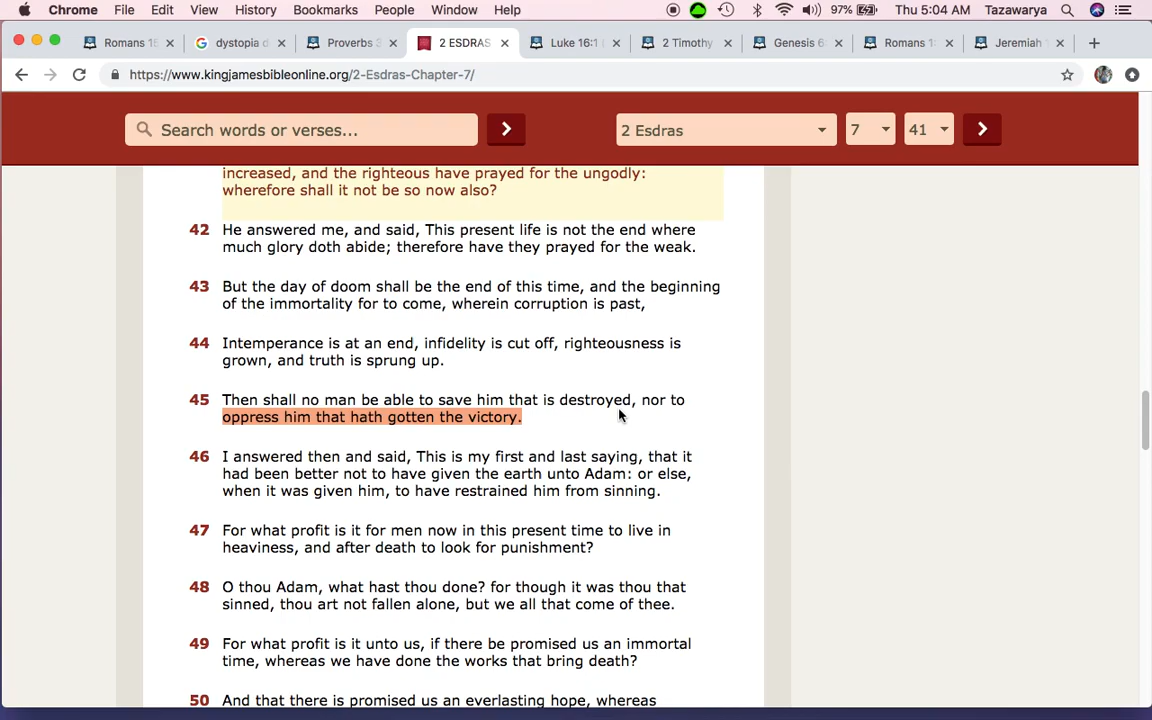 Chrome File Edit View History Bookmarks People Window Help 97% Thu 5:04 AM Tazawarya
Romans 15 dystopia d Proverbs 2 ESDRAS Luke 16:1 2 Timothy Genesis 6: Romans 1: Jeremiah
https://www.kingjamesbibleonline.org/2-Esdras-Chapter-7/
Search words or verses... 2 Esdras 7 41
increased, and the righteous have prayed for the ungodly:
wherefore shall it not be so now also?
42 He answered me, and said, This present life is not the end where
much glory doth abide; therefore have they prayed for the weak.
43 But the day of doom shall be the end of this time, and the beginning
of the immortality for to come, wherein corruption is past,
44 Intemperance is at an end, infidelity is cut off, righteousness is
grown, and truth is sprung up.
45 Then shall no man be able to save him that is destroyed, nor to
oppress him that hath gotten the victory.
46 I answered then and said, This is my first and last saying, that it
had been better not to have given the earth unto Adam: or else,
when it was given him, to have restrained him from sinning.
47 For what profit is it for men now in this present time to live in
heaviness, and after death to look for punishment?
48 O thou Adam, what hast thou done? for though it was thou that
sinned, thou art not fallen alone, but we all that come of thee.
49 For what profit is it unto us, if there be promised us an immortal
time, whereas we have done the works that bring death?
50 And that there is promised us an everlasting hope, whereas